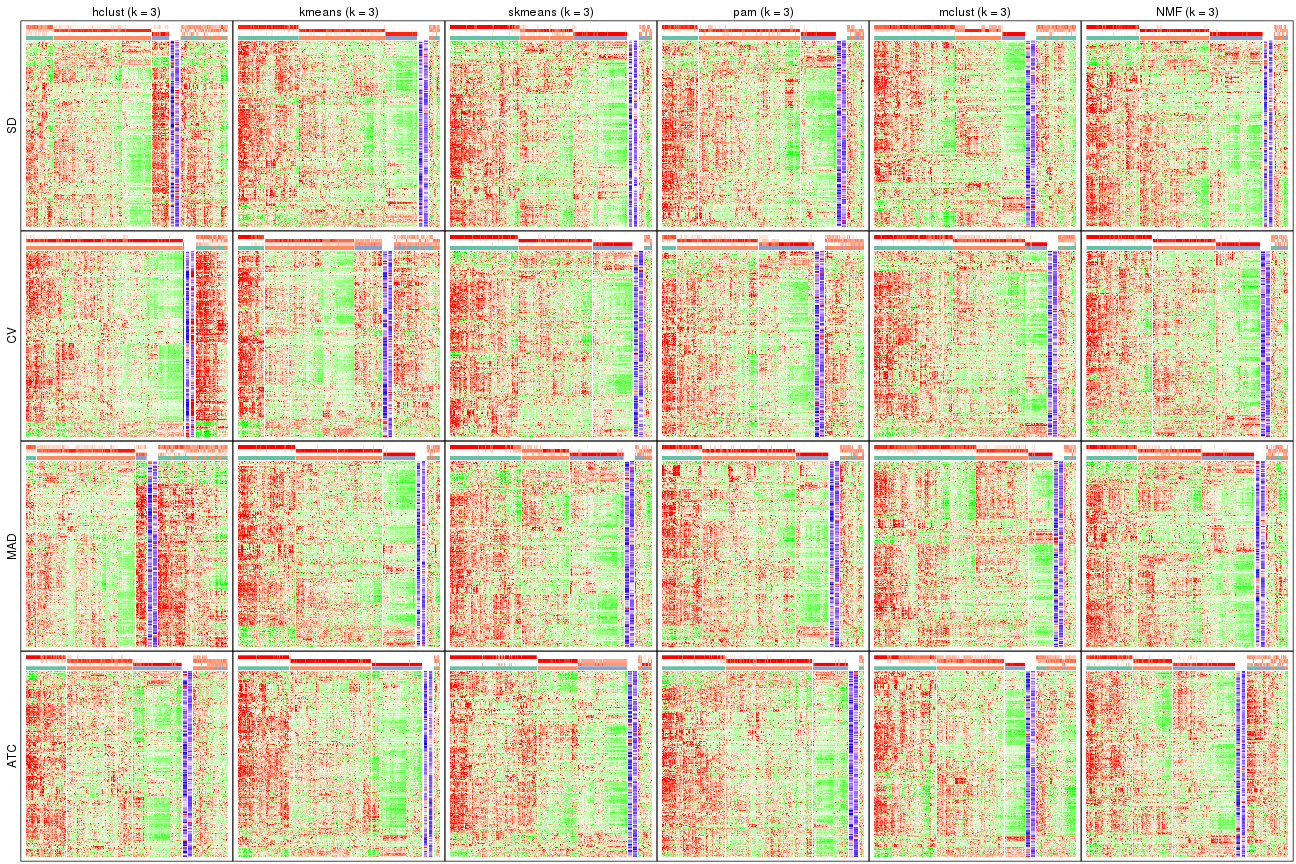 hclust (k = 3)
kmeans (k = 3)
skmeans (k = 3)
pam (k = 3)
mclust (k = 3)
NMF (k = 3)
SD
CV
MAD
ATC